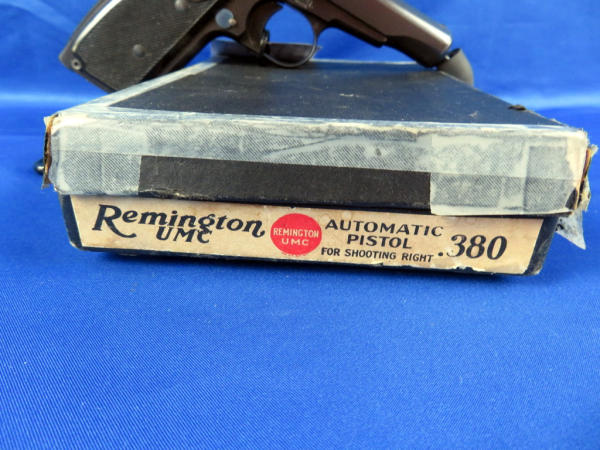 Remington
UMC
REMINGTON
UMC
AUTOMATIC
PISTOL
FOR SHOOTING RIGHT
.380